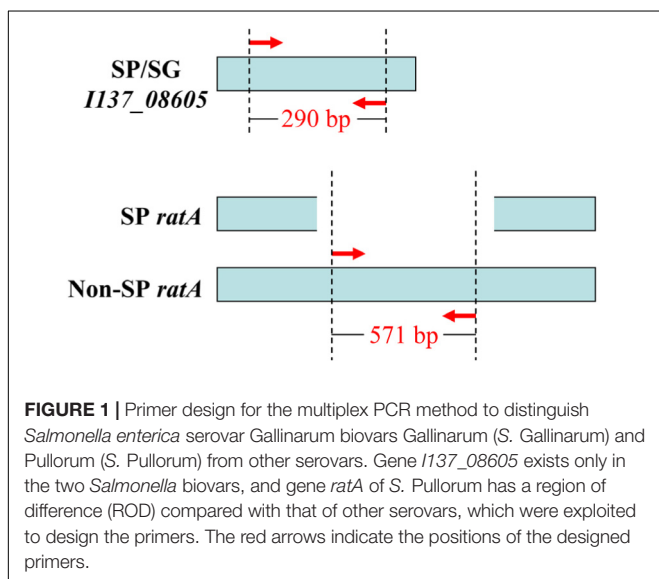 SP/SG
I137_08605
290 bp
SP ratA
Non-SP ratA
571 bp
FIGURE 1 | Primer design for the multiplex PCR method to distinguish
Salmonella enterica serovar Gallinarum biovars Gallinarum (S. Gallinarum) and
Pullorum (S. Pullorum) from other serovars. Gene I137_08605 exists only in
the two Salmonella biovars, and gene ratA of S. Pullorum has a region of
difference (ROD) compared with that of other serovars, which were exploited
to design the primers. The red arrows indicate the positions of the designed
primers.